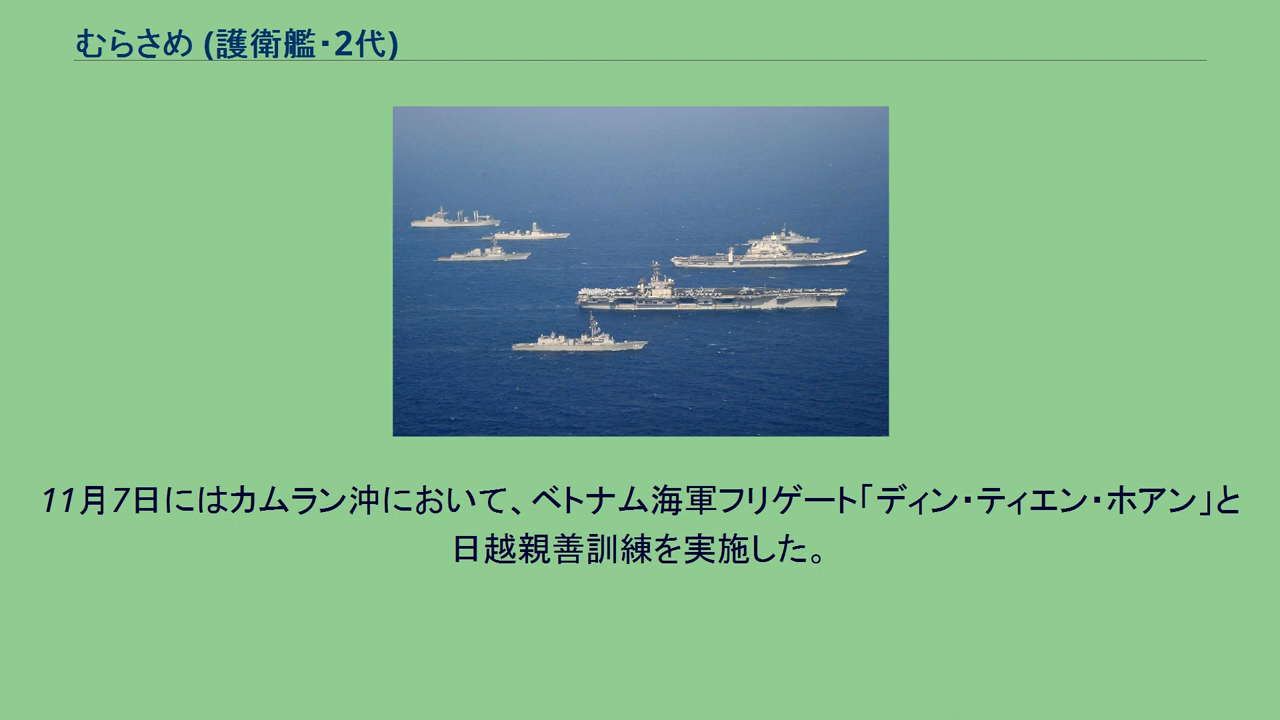 むらさめ (護衛艦・2代)
11月7日にはカムラン沖において、ベトナム海軍フリゲート「ディン・ティエン・ホアン」と
日越親善訓練を実施した。